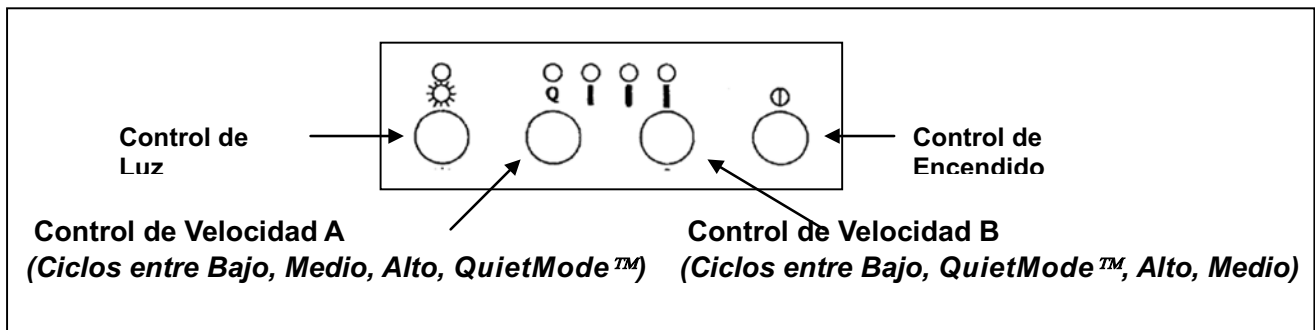 Q
Control de
Luz
Control de
Encendido
Control de Velocidad A
(Ciclos entre Bajo, Medio, Alto, QuietMode™)
Control de Velocidad B
(Ciclos entre Bajo, QuietMode™, Alto, Medio)